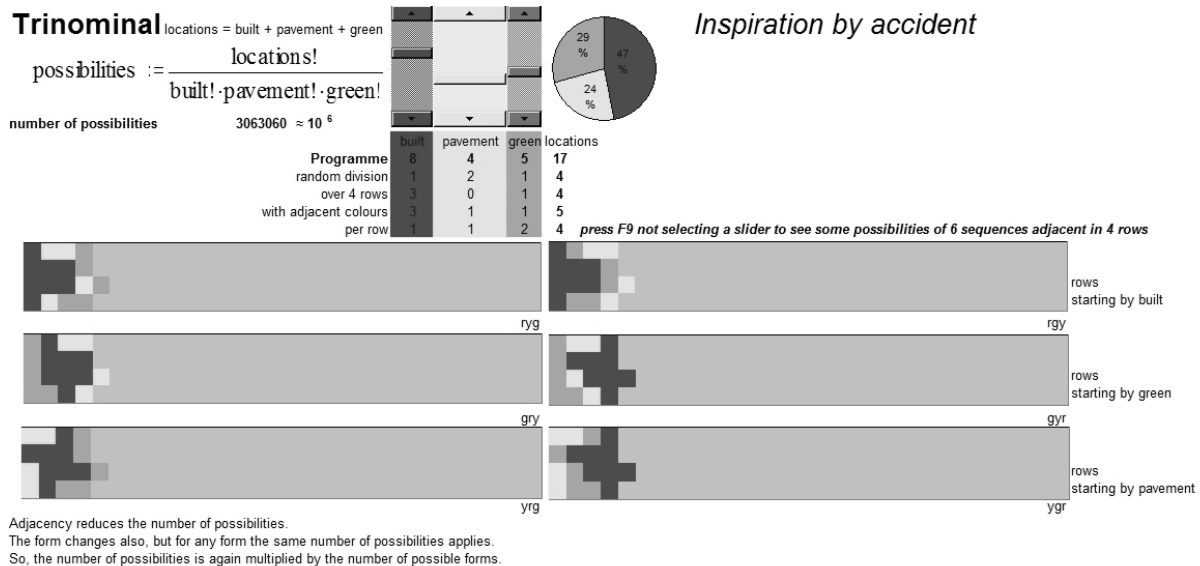 Trinominal locations = built + pavement + green
Inspiration by accident
possibilities := locations! / built!·pavement!·green!
number of possibilities 3063060 ≈ 10 6
29 % 47 % 24 %
built pavement green locations
Programme 8 4 5 17
random division 1 2 1 4
over 4 rows 3 0 1 4
with adjacent colours 3 1 1 5
per row 1 1 2 4 press F9 not selecting a slider to see some possibilities of 6 sequences adjacent in 4 rows
rows
starting by built
ryg rgy
rows
starting by green
gry gyr
rows
starting by pavement
yrg ygr
Adjacency reduces the number of possibilities.
The form changes also, but for any form the same number of possibilities applies.
So, the number of possibilities is again multiplied by the number of possible forms.